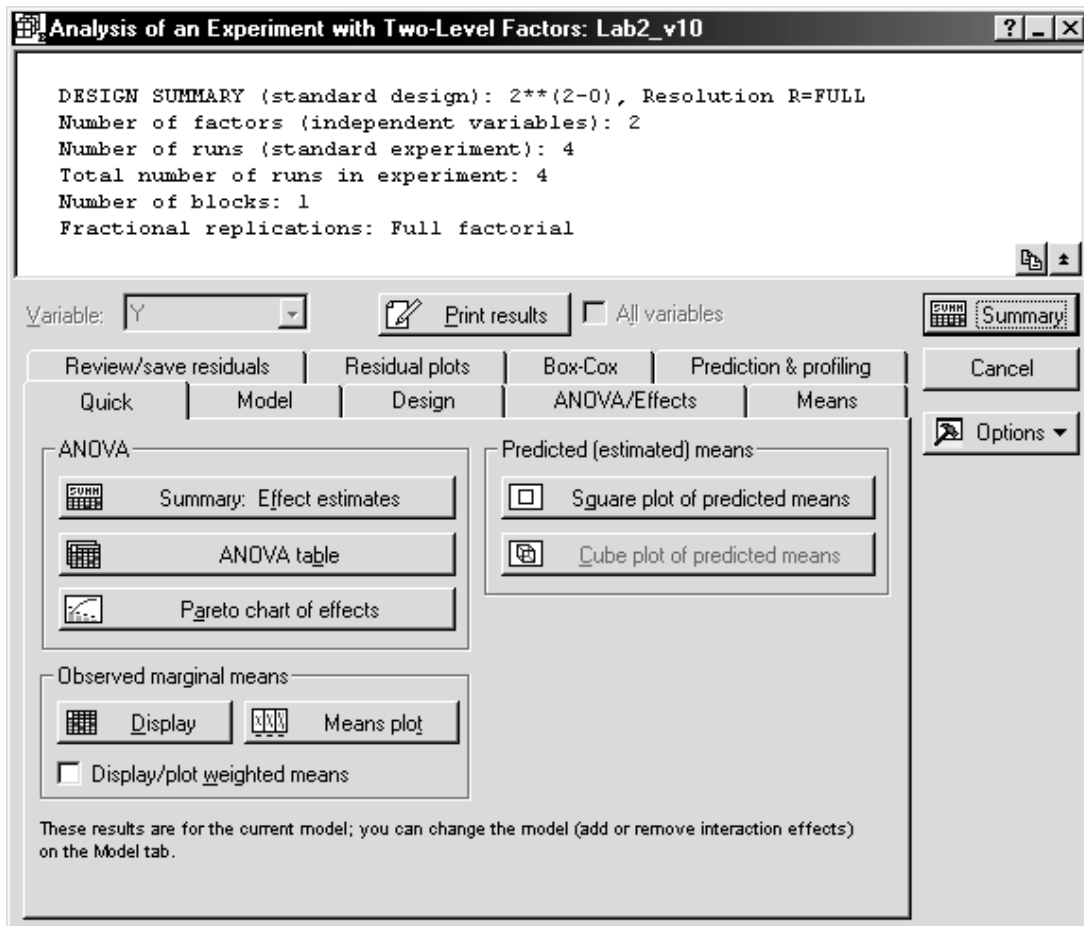 Analysis of an Experiment with Two-Level Factors: Lab2_v10
DESIGN SUMMARY (standard design): 2**(2-0), Resolution R=FULL
Number of factors (independent variables): 2
Number of runs (standard experiment): 4
Total number of runs in experiment: 4
Number of blocks: 1
Fractional replications: Full factorial
Variable: Y
Print results
All variables
Summary
Cancel
Options
Review/save residuals
Residual plots
Box-Cox
Prediction & profiling
Quick
Model
Design
ANOVA/Effects
Means
ANOVA
Summary: Effect estimates
ANOVA table
Pareto chart of effects
Predicted (estimated) means
Sguare plot of predicted means
Cube plot of predicted means
Observed marginal means
Display
Means plot
Display/plot weighted means
These results are for the current model; you can change the model (add or remove interaction effects)
on the Model tab.